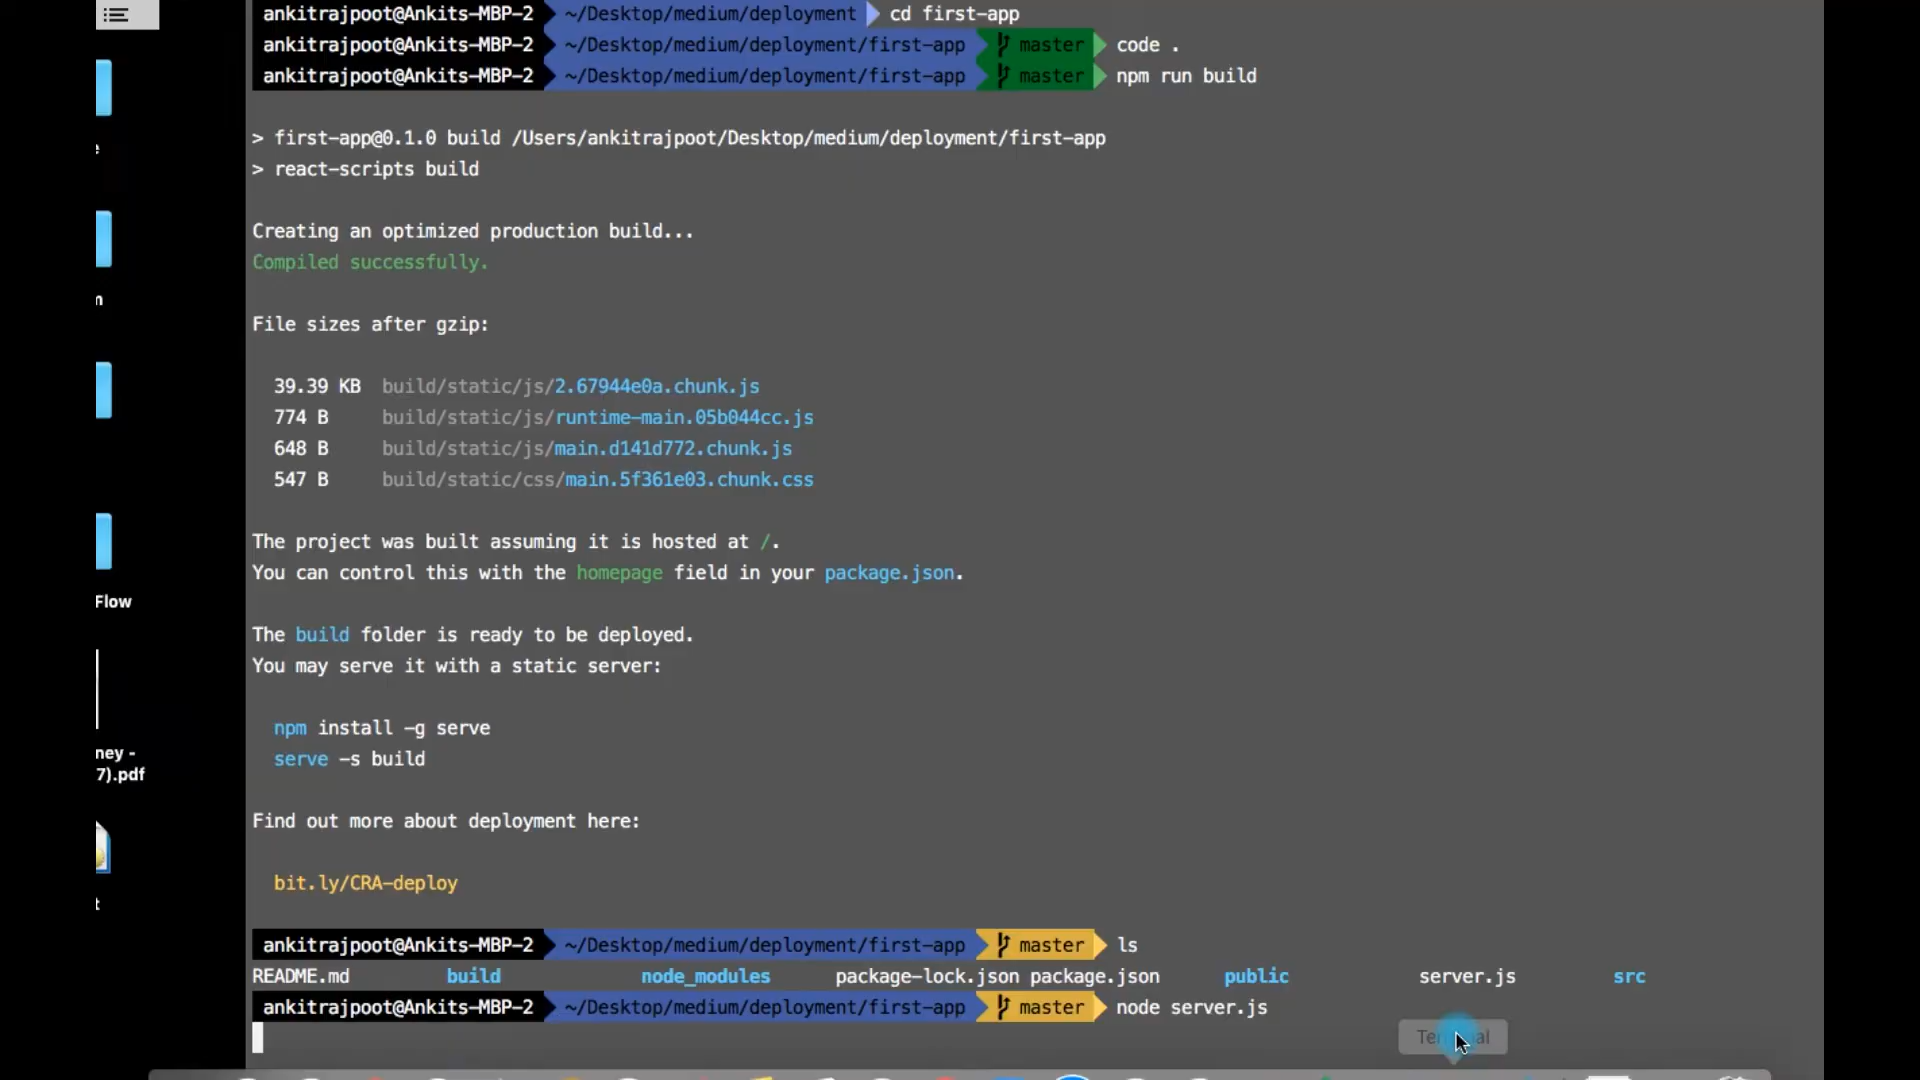 ankitrajpoot@Ankits-MBP-2 ~/Desktop/medium/deployment cd first-app
ankitrajpoot@Ankits-MBP-2 ~/Desktop/medium/deployment/first-app master code .
ankitrajpoot@Ankits-MBP-2 ~/Desktop/medium/deployment/first-app master npm run build
> first-app@0.1.0 build /Users/ankitrajpoot/Desktop/medium/deployment/first-app
> react-scripts build
Creating an optimized production build...
Compiled successfully.
File sizes after gzip:
39.39 KB build/static/js/2.67944e0a.chunk.js
774 B build/static/js/runtime-main.05b044cc.js
648 B build/static/js/main.d141d772.chunk.js
547 B build/static/css/main.5f361e03.chunk.css
The project was built assuming it is hosted at /.
You can control this with the homepage field in your package.json.
Flow
The build folder is ready to be deployed.
You may serve it with a static server:
npm install -g serve
serve -s build
ney -
7).pdf
Find out more about deployment here:
bit.ly/CRA-deploy
ankitrajpoot@Ankits-MBP-2 ~/Desktop/medium/deployment/first-app master ls
README.md build node_modules package-lock.json package.json public server.js src
ankitrajpoot@Ankits-MBP-2 ~/Desktop/medium/deployment/first-app master node server.js